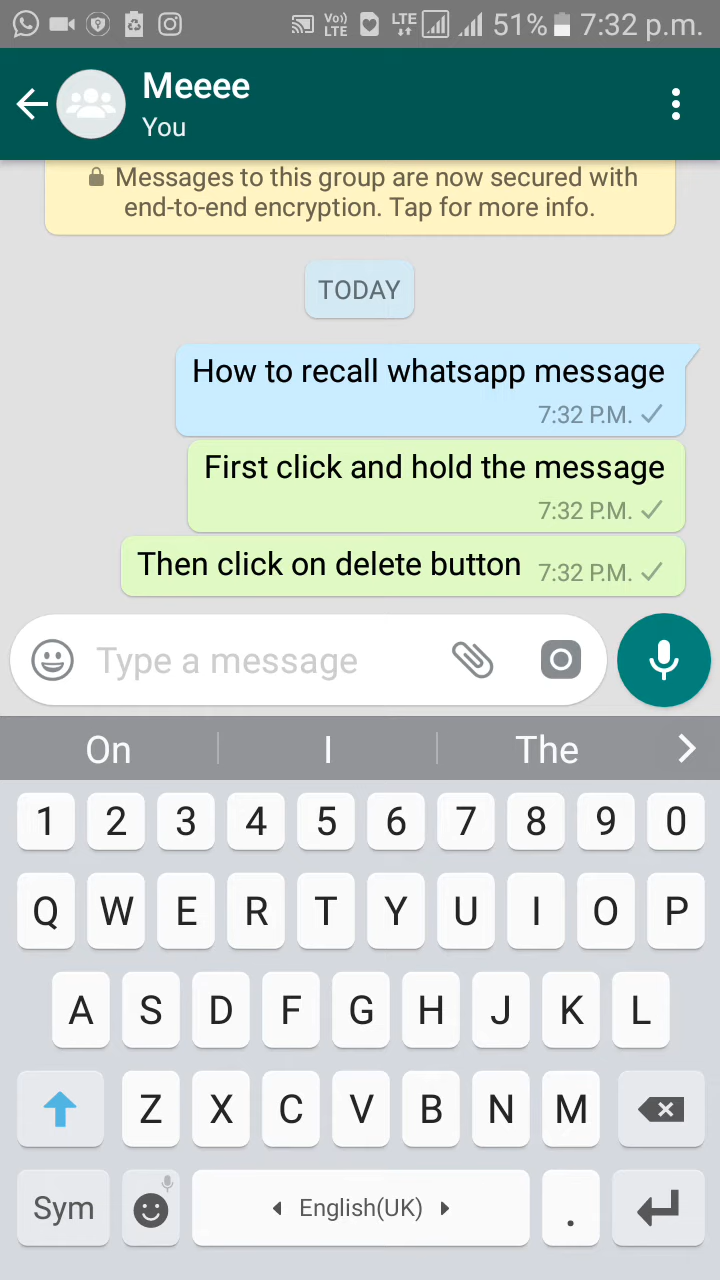 Vo))
LTE
LTE
51%
7:32 p.m.
Meeee
You
Messages to this group are now secured with
end-to-end encryption. Tap for more info.
TODAY
How to recall whatsapp message
7:32 P.M.
First click and hold the message
7:32 P.M.
Then click on delete button 7:32 P.M.
Type a message
On I The
1 2 3 4 5 6 7 8 9 0
Q W E R T Y U I O P
A S D F G H J K L
Z X C V B N M
Sym English(UK) .